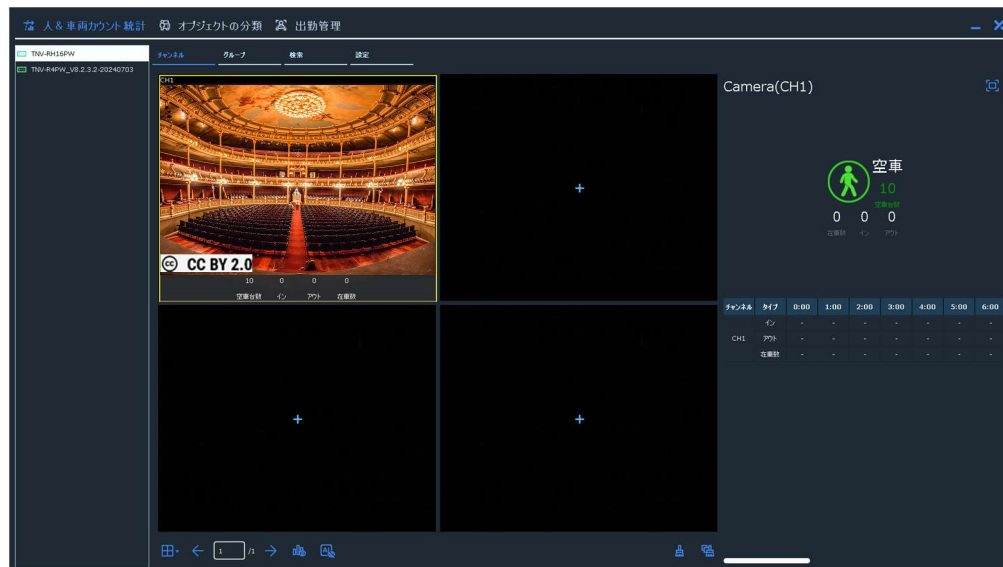 人&車両カウント統計 オブジェクトの分類 出勤管理
TNV-RH16PW
TNV-R4PW_V8.2.3.2-20240703
チャンネル グループ 検索 設定
CH1
CC BY 2.0
10 0 0 0
空車台数 イン アウト 在車数
1 /1
Camera(CH1)
空車
10
空車台数
0 0 0
在車数 イン アウト
チャンネル タイプ 0:00 1:00 2:00 3:00 4:00 5:00 6:00
イン - - - - - - -
CH1 アウト - - - - - - -
在車数 - - - - - - -